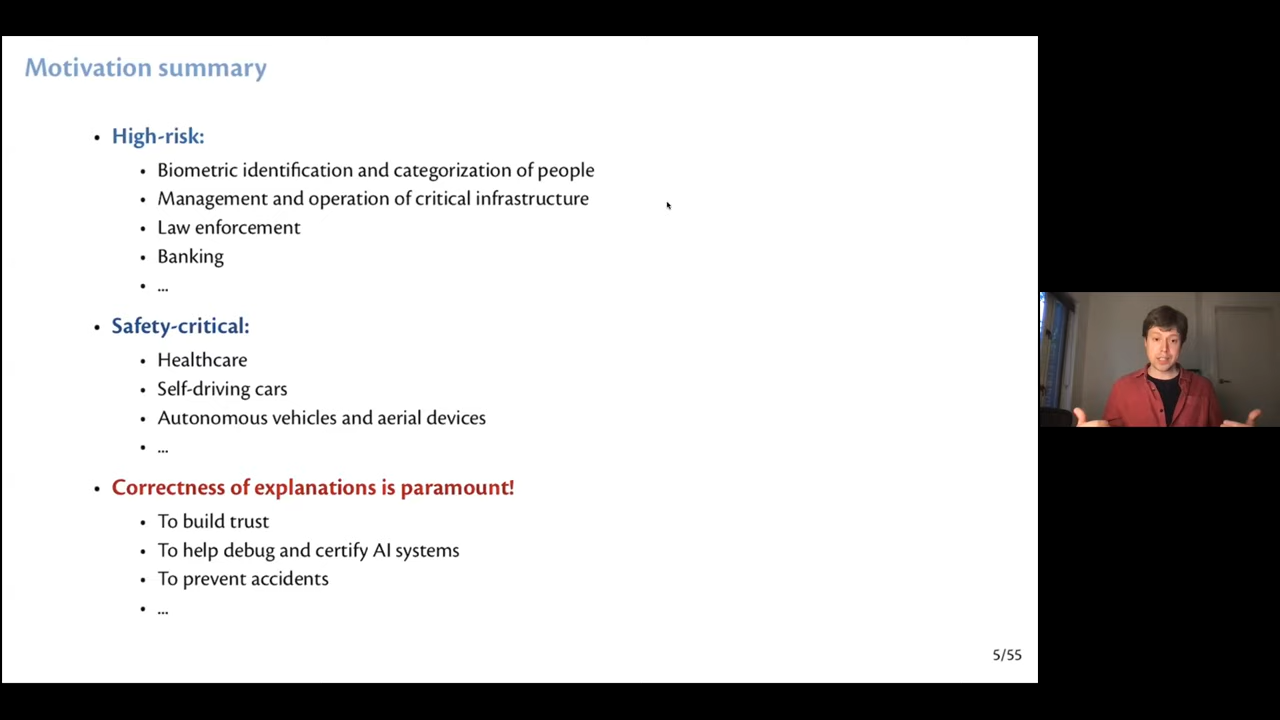 Motivation summary
• High-risk:
• Biometric identification and categorization of people
• Management and operation of critical infrastructure
• Law enforcement
• Banking
• ...
• Safety-critical:
• Healthcare
• Self-driving cars
• Autonomous vehicles and aerial devices
• ...
• Correctness of explanations is paramount!
• To build trust
• To help debug and certify AI systems
• To prevent accidents
• ...
5/55